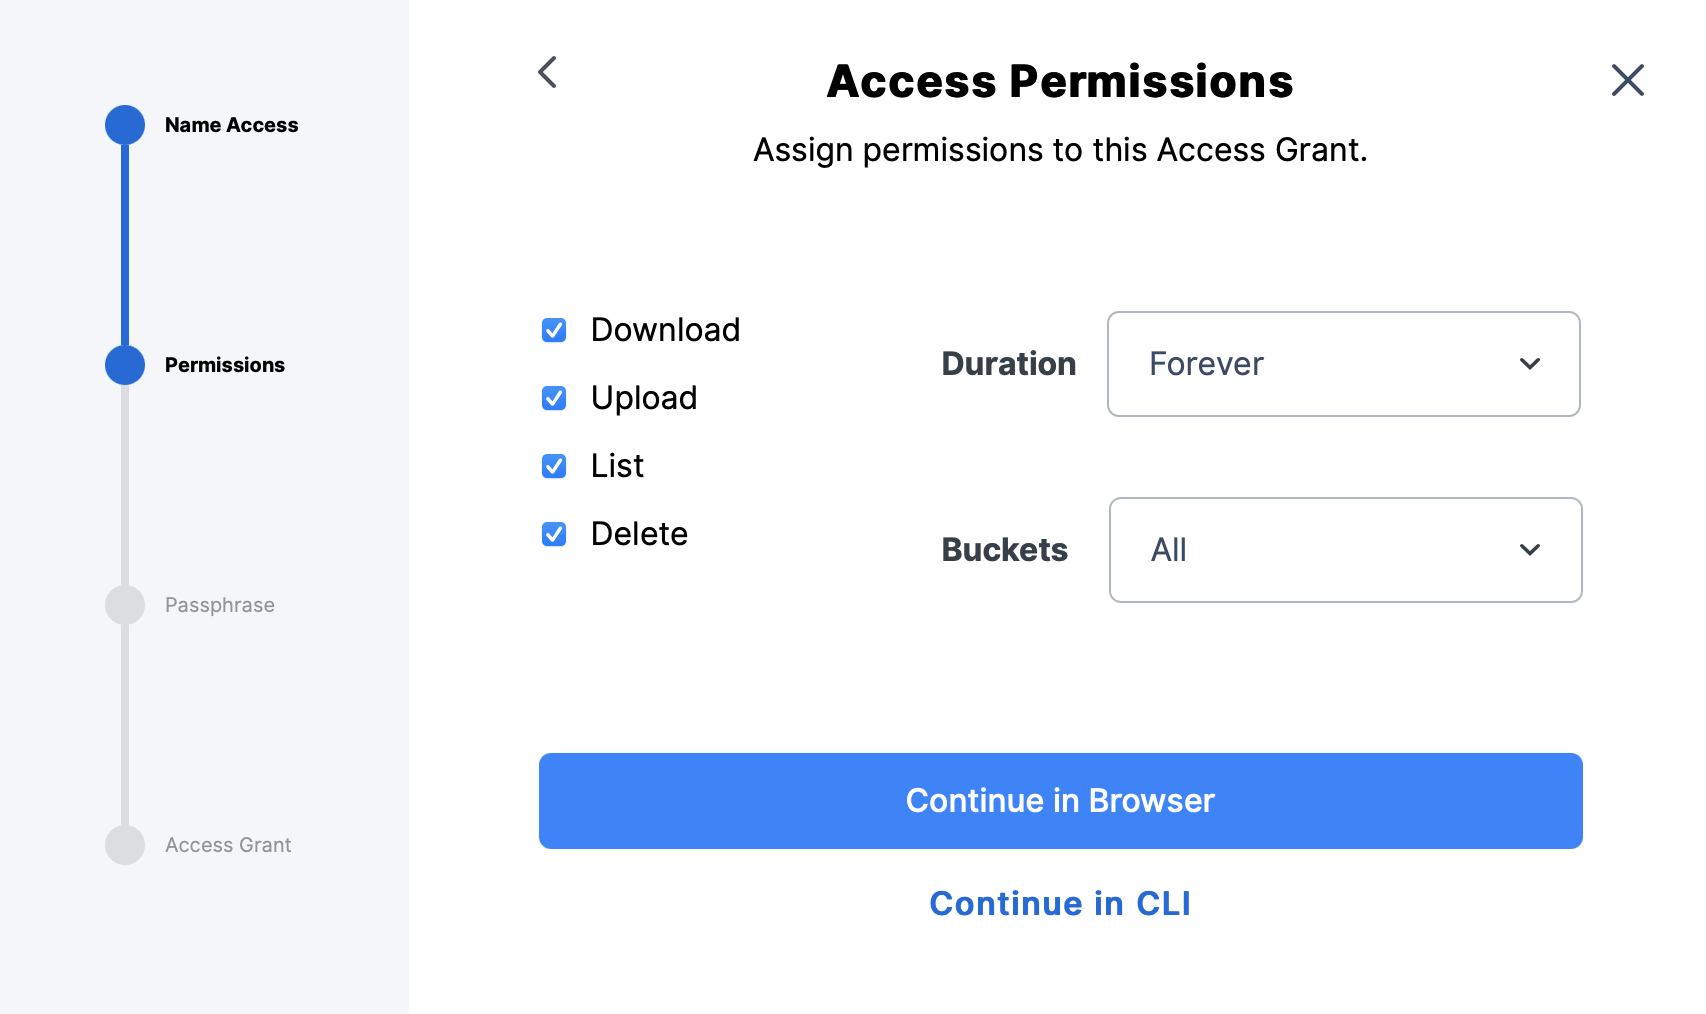 Name Access
Permissions
Passphrase
Access Grant
Access Permissions
Assign permissions to this Access Grant.
Download
Upload
List
Delete
Duration
Forever
Buckets
All
Continue in Browser
Continue in CLI